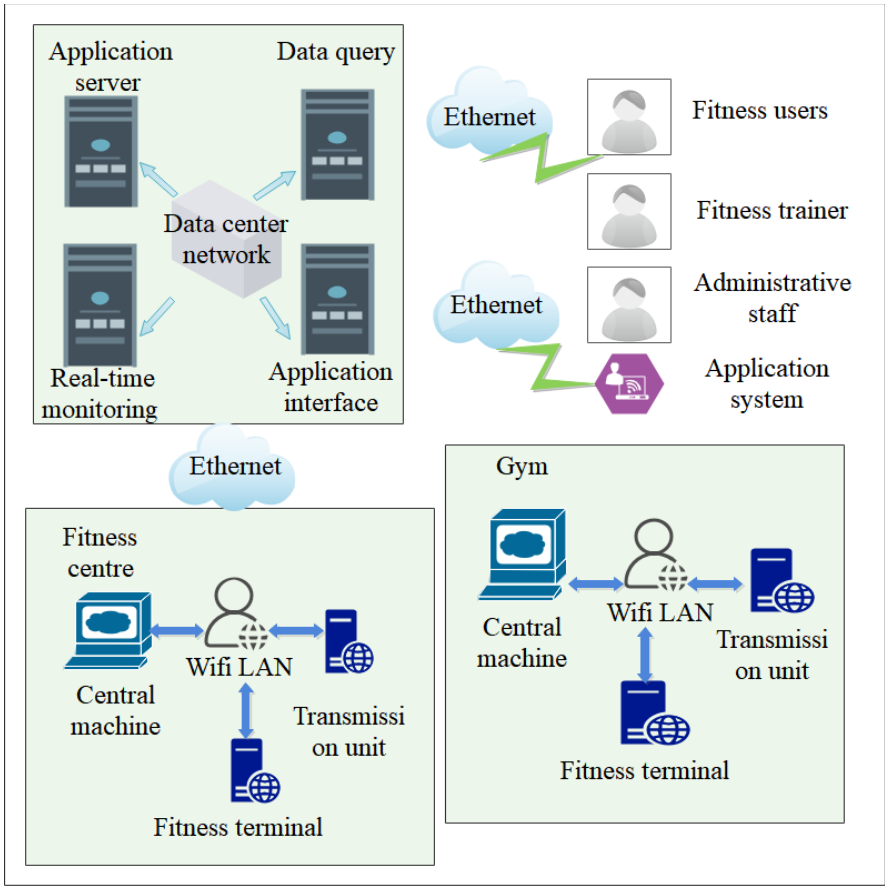 Application
server
Data query
Data center
network
Real-time
monitoring
Application
interface
Ethernet
Fitness users
Fitness trainer
Ethernet
Administrative
staff
Application
system
Ethernet
Fitness
centre
Wifi LAN
Central
machine
Transmissi
on unit
Fitness terminal
Gym
Wifi LAN
Central
machine
Transmissi
on unit
Fitness terminal